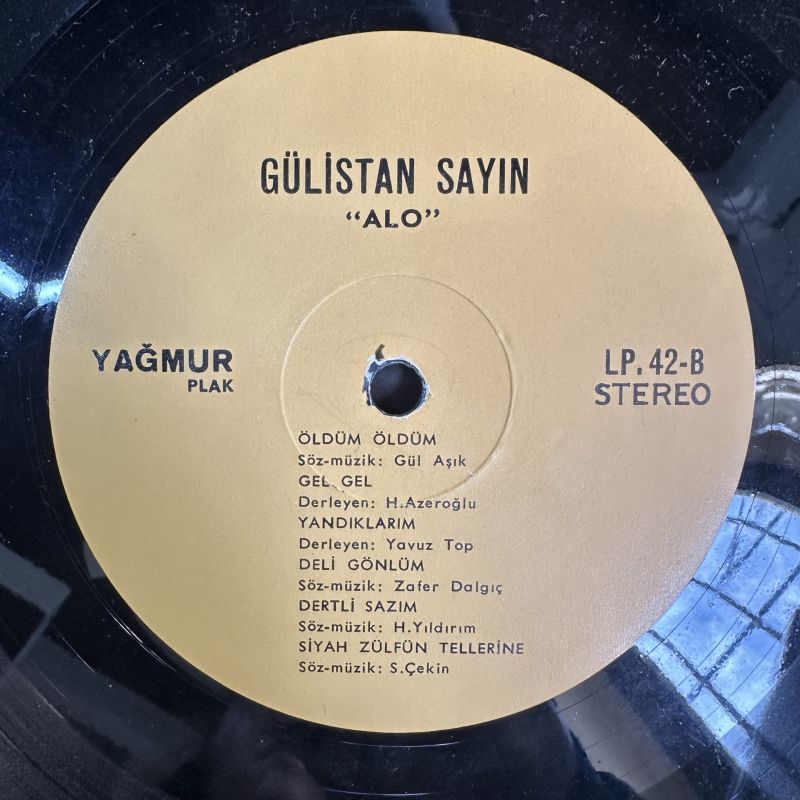 GÜLİSTAN SAYIN
“ALO”
YAĞMUR
PLAK
LP. 42-B
STEREO
ÖLDÜM ÖLDÜM
Söz-müzik: Gül Aşık
GEL GEL
Derleyen: H.Azeroğlu
YANDIKLARIM
Derleyen: Yavuz Top
DELİ GÖNLÜM
Söz-müzik: Zafer Dalgıç
DERTLİ SAZIM
Söz-müzik: H.Yıldırım
SİYAH ZÜLFÜN TELLERINE
Söz-müzik: S.Çekin